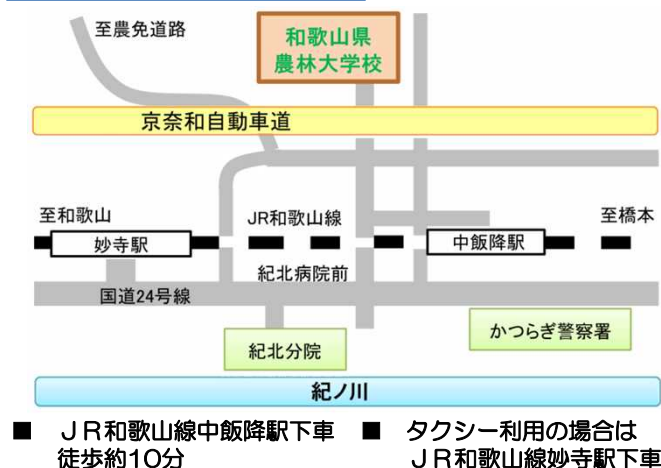 至農免道路
和歌山県
農林大学校
京奈和自動車道
至和歌山
JR和歌山線
至橋本
妙寺駅
中飯降駅
紀北病院前
国道24号線
紀北分院
かつらぎ警察署
紀ノ川
■ ＪＲ和歌山線中飯降駅下車
徒歩約10分
■ タクシー利用の場合は
ＪＲ和歌山線妙寺駅下車